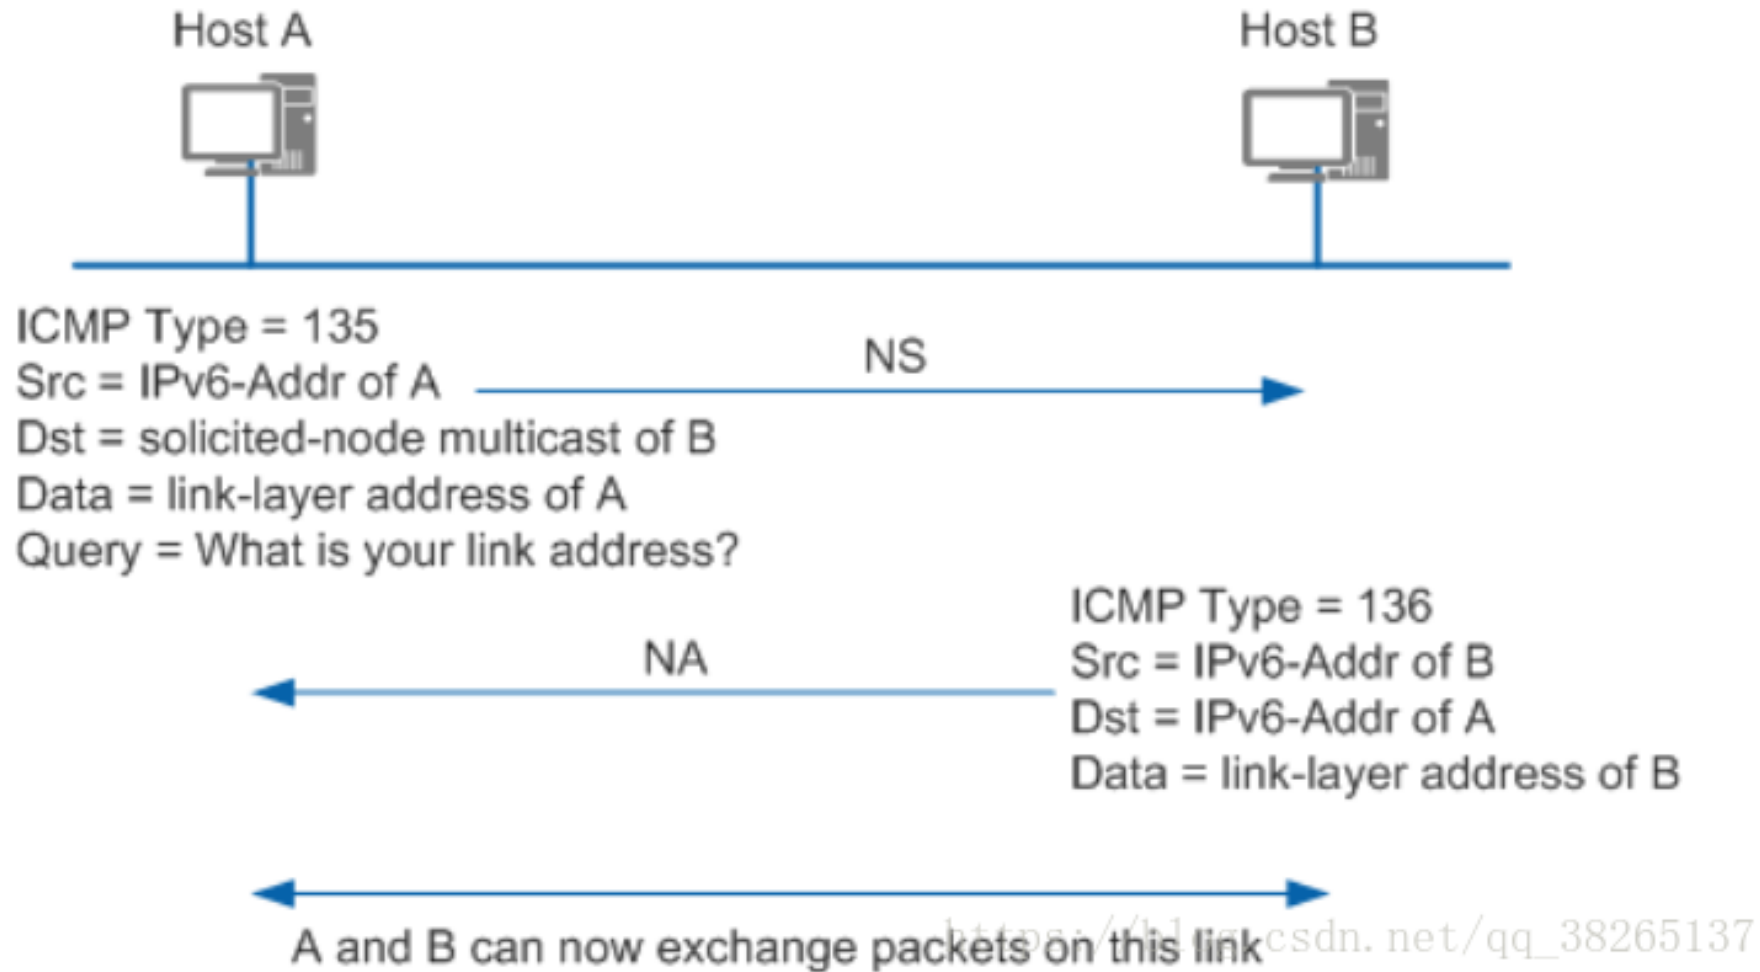 Host A
Host B
ICMP Type = 135
Src = IPv6-Addr of A
Dst = solicited-node multicast of B
Data = link-layer address of A
Query = What is your link address?
NS
ICMP Type = 136
Src = IPv6-Addr of B
Dst = IPv6-Addr of A
Data = link-layer address of B
NA
A and B can now exchange packets on this link
https://blog.csdn.net/qq_38265137